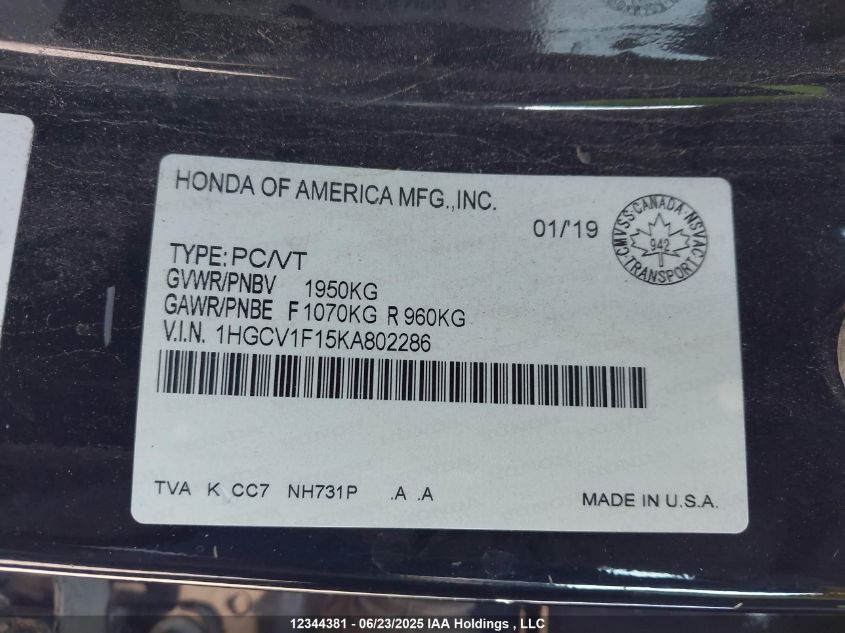 HONDA OF AMERICA MFG.,INC.
01/'19
CMVSS·CANADA·NSVAC
942
TRANSPORT
TYPE: PC/VT
GVWR/PNBV 1950KG
GAWR/PNBE F 1070KG R 960KG
V.I.N. 1HGCV1F15KA802286
TVA K CC7 NH731P .A .A
MADE IN U.S.A.
12344381 - 06/23/2025 IAA Holdings , LLC